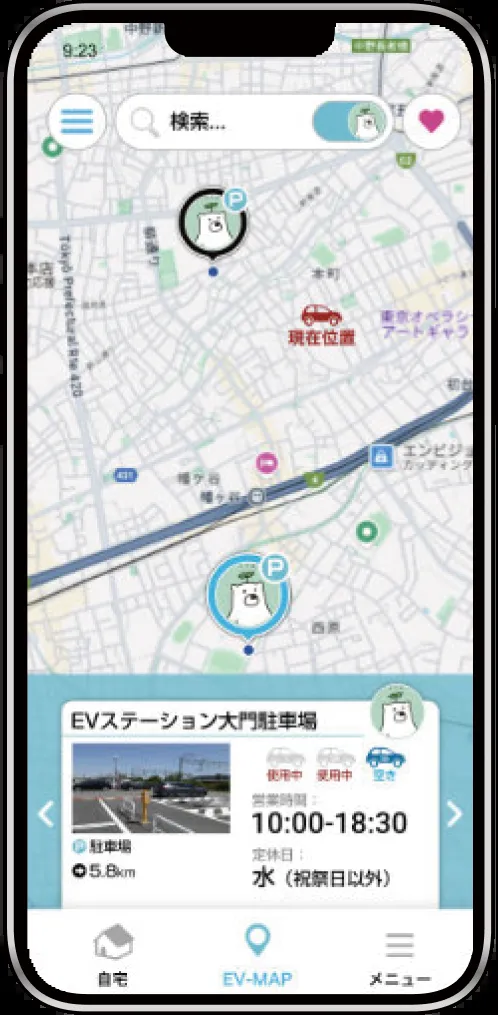 中野新
9:23
中野長者橋
検索...
P
本町
Tokyo Prefectural Rte 420
現在位置
東京オペラシ
アートギャラ
初台
エンビジョ
カッティング
431
幡ケ谷
幡ケ谷
4
P
西原
EVステーション大門駐車場
使用中 使用中 空き
営業時間:
10:00-18:30
P 駐車場
定休日:
5.8km
水(祝祭日以外)
自宅
EV-MAP
メニュー